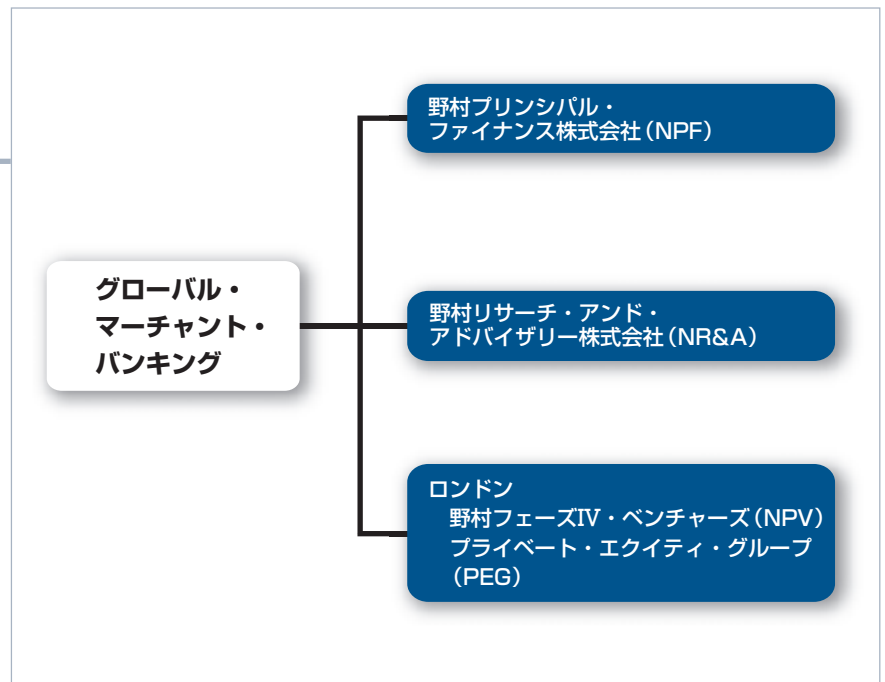 グローバル・
マーチャント・
バンキング
野村プリンシパル・
ファイナンス株式会社（NPF）
野村リサーチ・アンド・
アドバイザリー株式会社（NR&A）
ロンドン
野村フェーズⅣ・ベンチャーズ（NPV）
プライベート・エクイティ・グループ
（PEG）